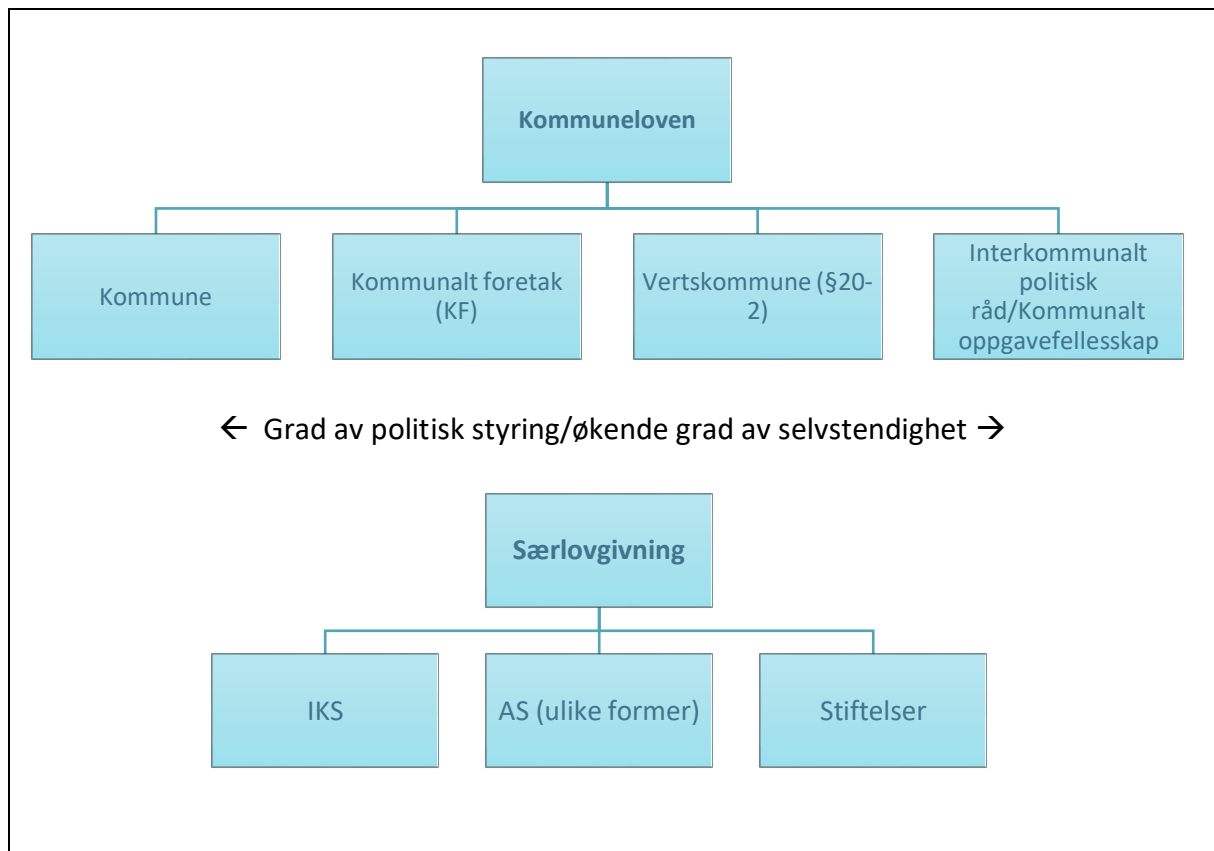 Kommuneloven
Kommune
Kommunalt foretak
(KF)
Vertskommune (§20-
2)
Interkommunalt
politisk
råd/Kommunalt
oppgavefellesskap
← Grad av politisk styring/økende grad av selvstendighet →
Særlovgivning
IKS
AS (ulike former)
Stiftelser